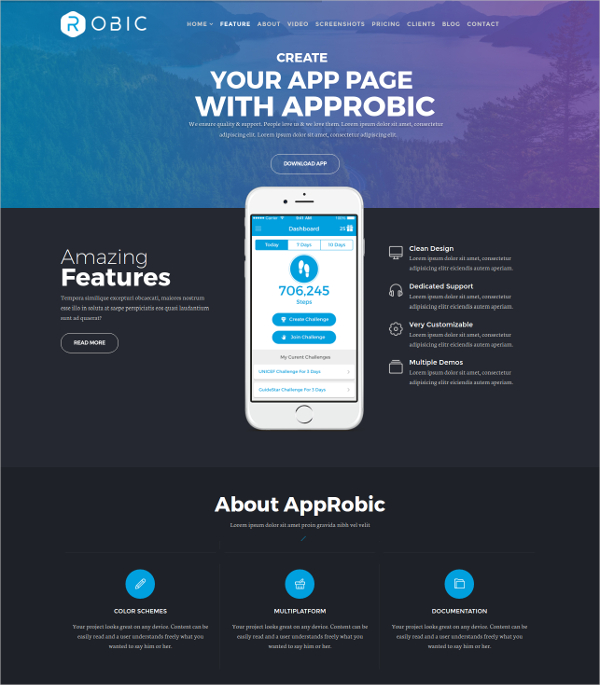 R OBIC
HOME FEATURE ABOUT VIDEO SCREENSHOTS PRICING CLIENTS BLOG CONTACT
CREATE
YOUR APP PAGE
WITH APPROBIC
We ensure quality & support. People love us & we love them. Lorem ipsum dolor sit amet, consectetur
adipiscing elit. Lorem ipsum dolor sit amet, consectetur adipiscing elit.
DOWNLOAD APP
Amazing
Features
Tempora similique excepturi obcaecati, maiores nostrum
esse illo in soluta at saepe perspiciatis eos quasi laudantium
sunt ad quaerat?
READ MORE
Carrier 9:41 AM 100%
Dashboard 25
Today 7 Days 10 Days
706,245
Steps
Create Challenge
Join Challenge
My Curent Challenges
UNICEF Challenge For 3 Days
GuideStar Challenge For 3 Days
Clean Design
Lorem ipsum dolor sit amet, consectetur
adipisicing elit eiciendis autem aperiam.
Dedicated Support
Lorem ipsum dolor sit amet, consectetur
adipisicing elit eiciendis autem aperiam.
Very Customizable
Lorem ipsum dolor sit amet, consectetur
adipisicing elit eiciendis autem aperiam.
Multiple Demos
Lorem ipsum dolor sit amet, consectetur
adipisicing elit eiciendis autem aperiam.
About AppRobic
Lorem ipsum dolor sit amet proin gravida nibh vel velit
COLOR SCHEMES
Your project looks great on any device. Content can be
easily read and a user understands freely what you
wanted to say him or her.
MULTIPLATFORM
Your project looks great on any device. Content can be
easily read and a user understands freely what you
wanted to say him or her.
DOCUMENTATION
Your project looks great on any device. Content can be
easily read and a user understands freely what you
wanted to say him or her.